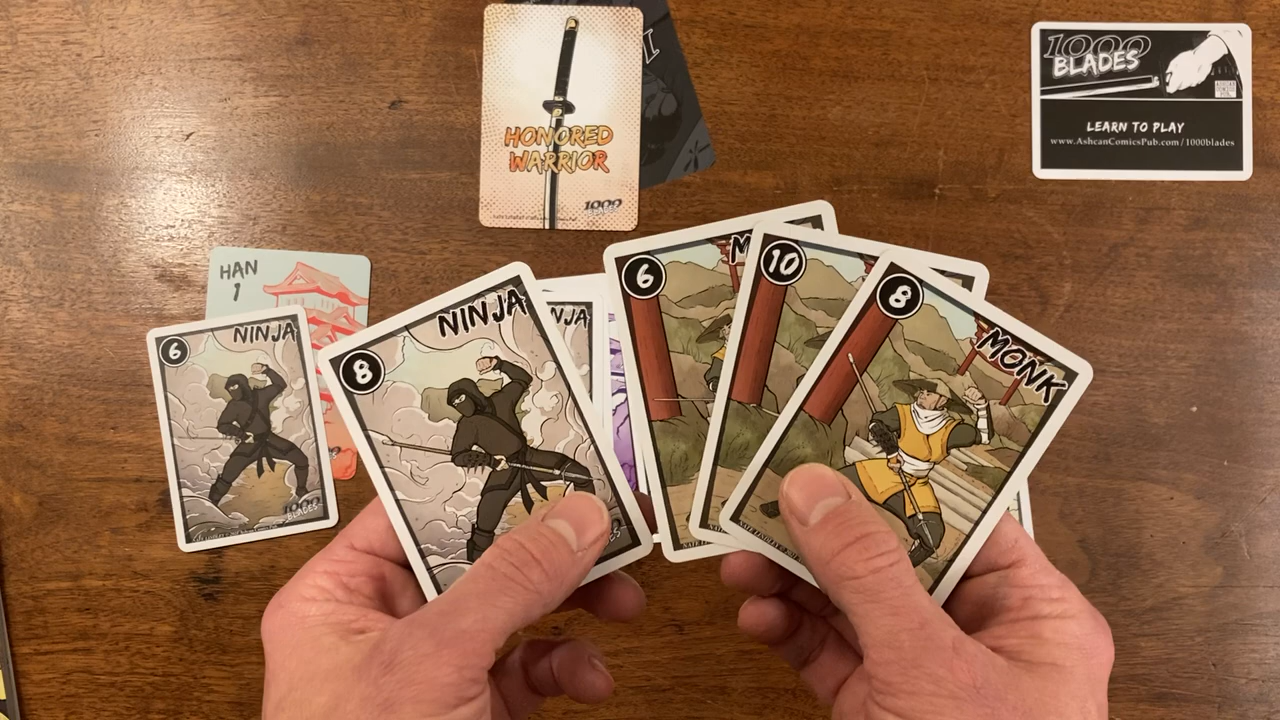 HONORED
WARRIOR
1000
BLADES
1000
BLADES
LEARN TO PLAY
www.AshcanComicsPub.com/1000blades
HAN
1
6
NINJA
1000
BLADES
8
NINJA
NJA
6
M
10
8
MONK